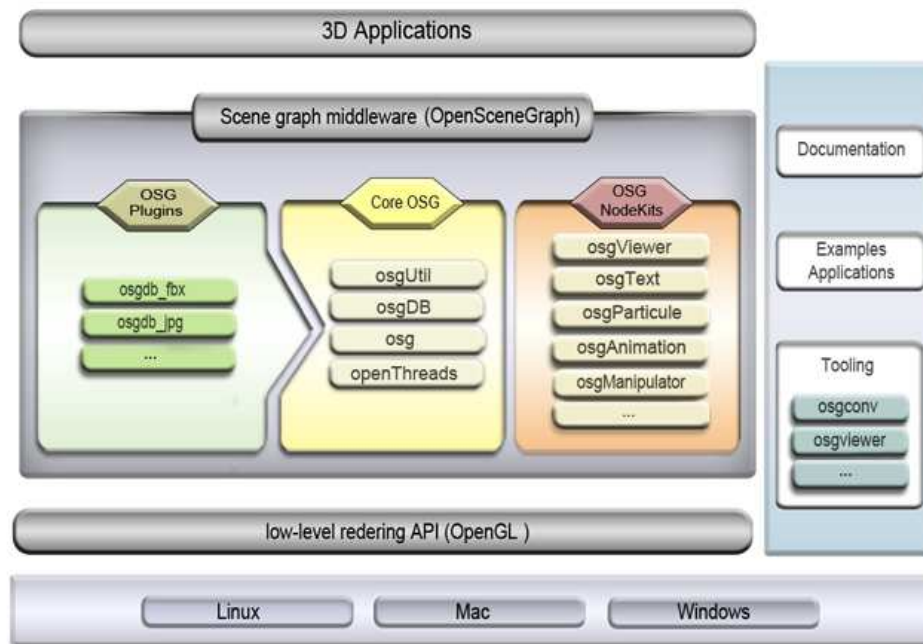 3D Applications
Scene graph middleware (OpenSceneGraph)
OSG
Plugins
osgdb_fbx
osgdb_jpg
...
Core OSG
osgUtil
osgDB
osg
openThreads
OSG
NodeKits
osgViewer
osgText
osgParticule
osgAnimation
osgManipulator
...
Documentation
Examples
Applications
Tooling
osgconv
osgviewer
...
low-level redering API (OpenGL )
Linux
Mac
Windows